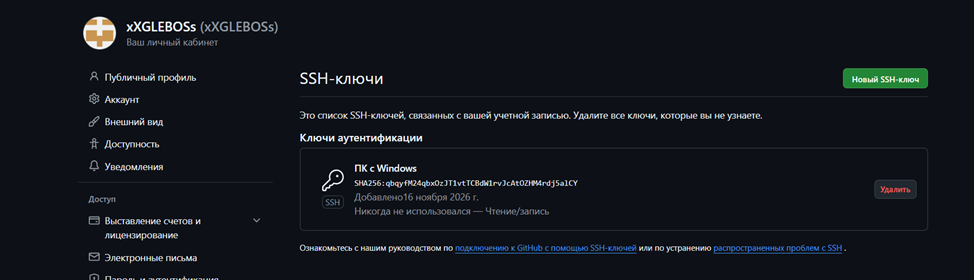 xXGLEBOSs (xXGLEBOSs)
Ваш личный кабинет
Публичный профиль
Аккаунт
Внешний вид
Доступность
Уведомления
Доступ
Выставление счетов и
лицензирование
Электронные письма
Пароль и аутентификация
SSH-ключи
Новый SSH-ключ
Это список SSH-ключей, связанных с вашей учетной записью. Удалите все ключи, которые вы не узнаете.
Ключи аутентификации
ПК с Windows
SHA256:qbqyfM24qbxOzJT1vtTCBdW1rvJcAtOZHM4rdj5alCY
SSH
Добавлено16 ноября 2026 г.
Никогда не использовался — Чтение/запись
Удалить
Ознакомьтесь с нашим руководством по подключению к GitHub с помощью SSH-ключей или по устранению распространенных проблем с SSH .